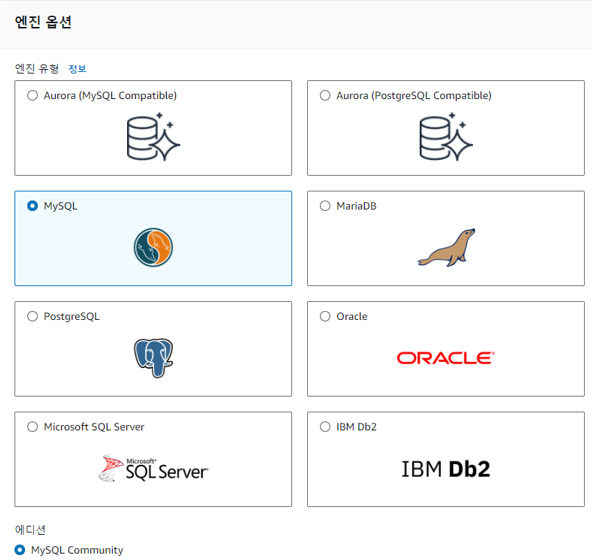 엔진 옵션
엔진 유형 정보
Aurora (MySQL Compatible)
Aurora (PostgreSQL Compatible)
MySQL
MariaDB
PostgreSQL
Oracle
ORACLE
Microsoft SQL Server
IBM Db2
Microsoft
SQL Server
IBM Db2
에디션
MySQL Community